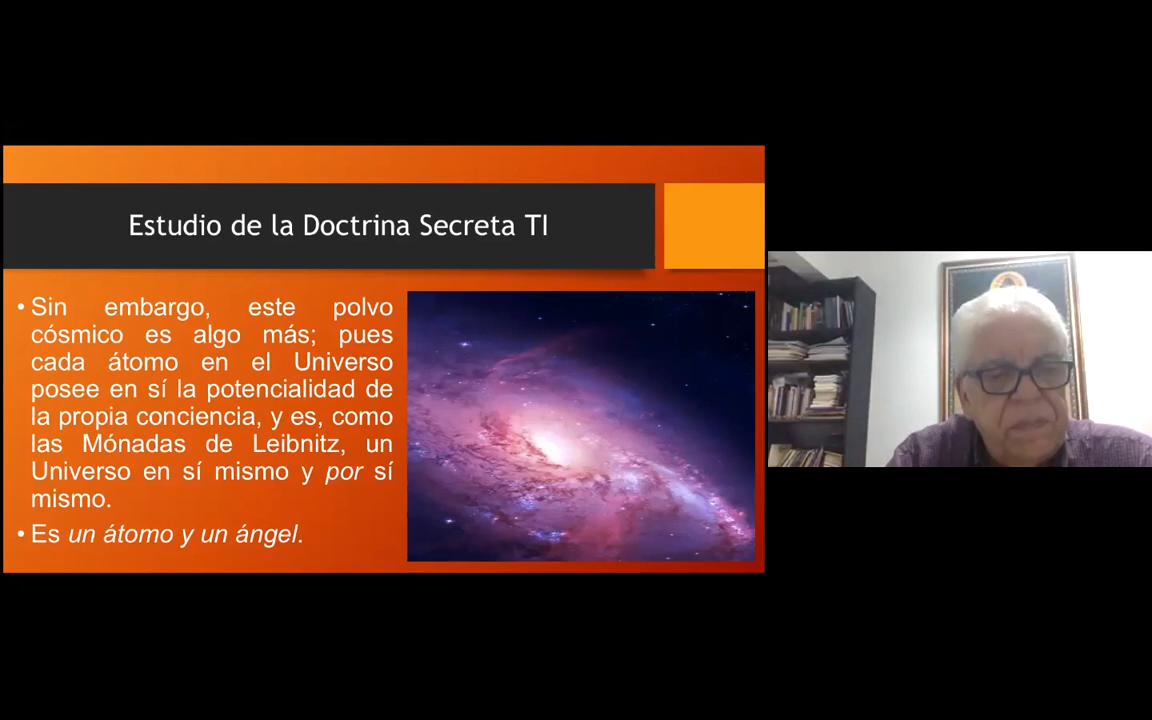 Estudio de la Doctrina Secreta TI
• Sin embargo, este polvo
cósmico es algo más; pues
cada átomo en el Universo
posee en sí la potencialidad de
la propia conciencia, y es, como
las Mónadas de Leibnitz, un
Universo en sí mismo y por sí
mismo.
• Es un átomo y un ángel.